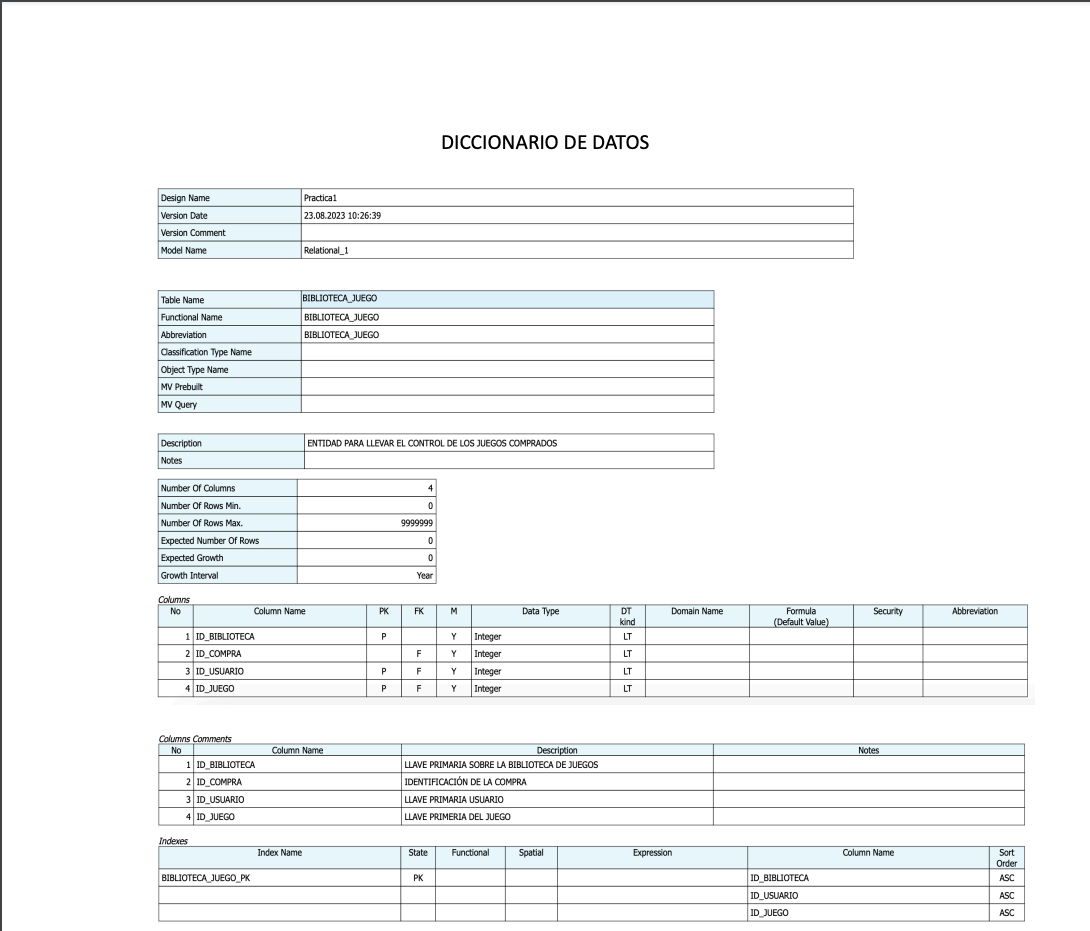 DICCIONARIO DE DATOS
Design Name Practica1
Version Date 23.08.2023 10:26:39
Version Comment
Model Name Relational_1
Table Name BIBLIOTECA_JUEGO
Functional Name BIBLIOTECA_JUEGO
Abbreviation BIBLIOTECA_JUEGO
Classification Type Name
Object Type Name
MV Prebuilt
MV Query
Description ENTIDAD PARA LLEVAR EL CONTROL DE LOS JUEGOS COMPRADOS
Notes
Number Of Columns 4
Number Of Rows Min. 0
Number Of Rows Max. 9999999
Expected Number Of Rows 0
Expected Growth 0
Growth Interval Year
Columns
No Column Name PK FK M Data Type DT kind Domain Name Formula (Default Value) Security Abbreviation
1 ID_BIBLIOTECA P Y Integer LT
2 ID_COMPRA F Y Integer LT
3 ID_USUARIO P F Y Integer LT
4 ID_JUEGO P F Y Integer LT
Columns Comments
No Column Name Description Notes
1 ID_BIBLIOTECA LLAVE PRIMARIA SOBRE LA BIBLIOTECA DE JUEGOS
2 ID_COMPRA IDENTIFICACIÓN DE LA COMPRA
3 ID_USUARIO LLAVE PRIMARIA USUARIO
4 ID_JUEGO LLAVE PRIMERIA DEL JUEGO
Indexes
Index Name State Functional Spatial Expression Column Name Sort Order
BIBLIOTECA_JUEGO_PK PK ID_BIBLIOTECA ASC
ID_USUARIO ASC
ID_JUEGO ASC